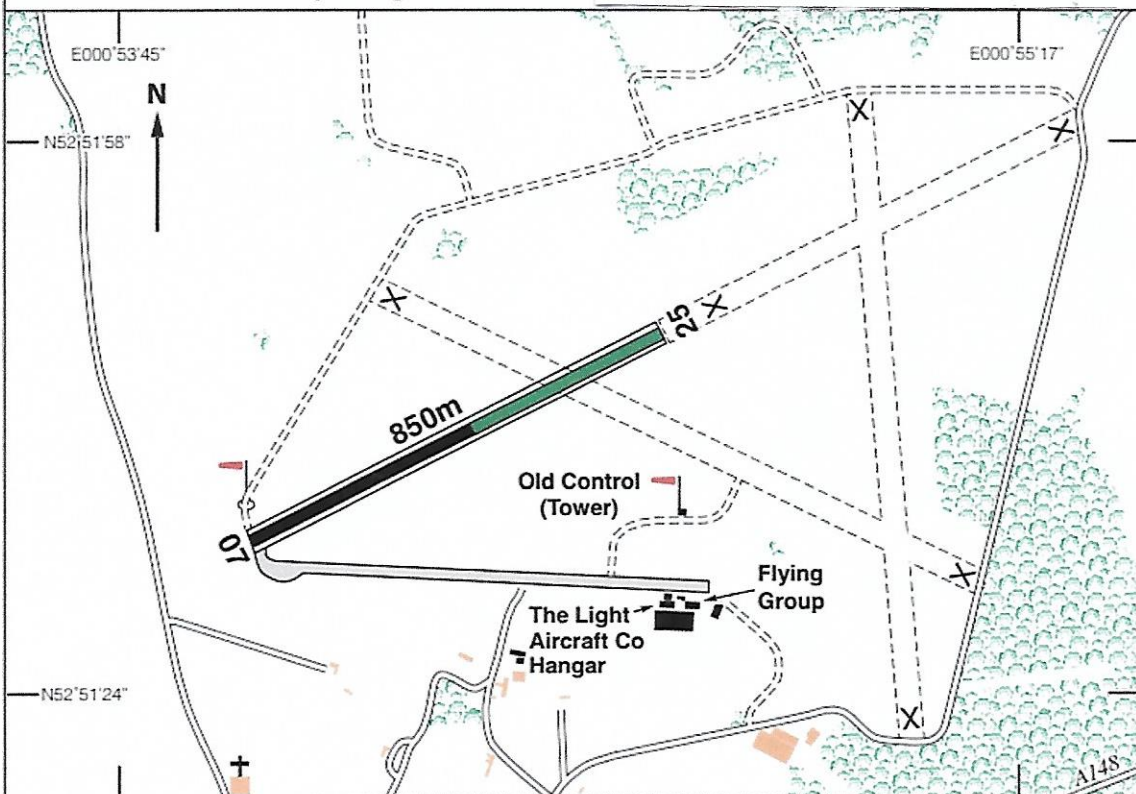 E000°53'45"
E000°55'17"
N
N52°51'58"
X
X
X
X
25
850m
Old Control
(Tower)
07
X
Flying
Group
The Light
Aircraft Co
Hangar
N52°51'24"
X
A148